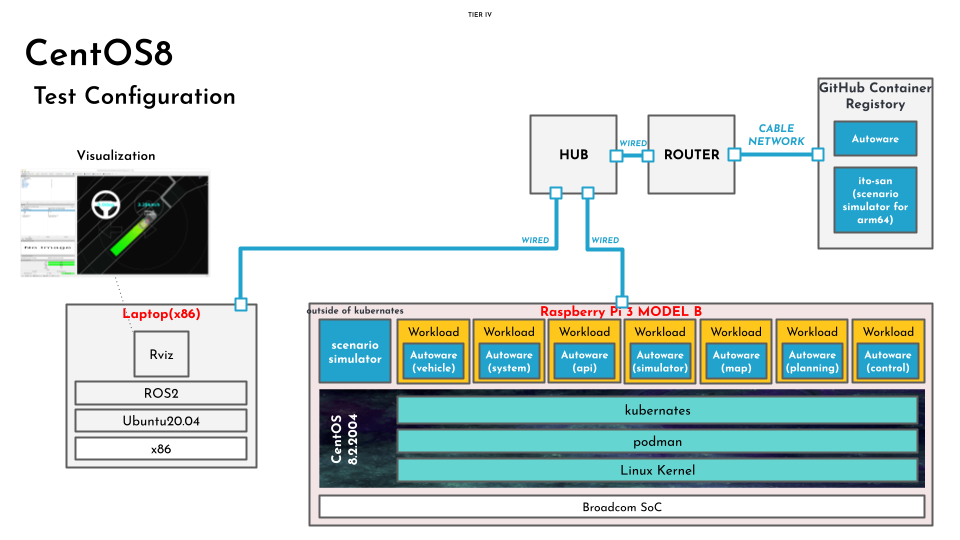 TIER IV
CentOS8
Test Configuration
Visualization
HUB
WIRED
ROUTER
CABLE
NETWORK
GitHub Container
Registory
Autoware
ito-san
(scenario
simulator for
arm64)
WIRED
WIRED
Laptop(x86)
Rviz
ROS2
Ubuntu20.04
x86
outside of kubernetes
Raspberry Pi 3 MODEL B
scenario
simulator
Workload
Autoware
(vehicle)
Workload
Autoware
(system)
Workload
Autoware
(api)
Workload
Autoware
(simulator)
Workload
Autoware
(map)
Workload
Autoware
(planning)
Workload
Autoware
(control)
CentOS
8.2.2004
kubernetes
podman
Linux Kernel
Broadcom SoC